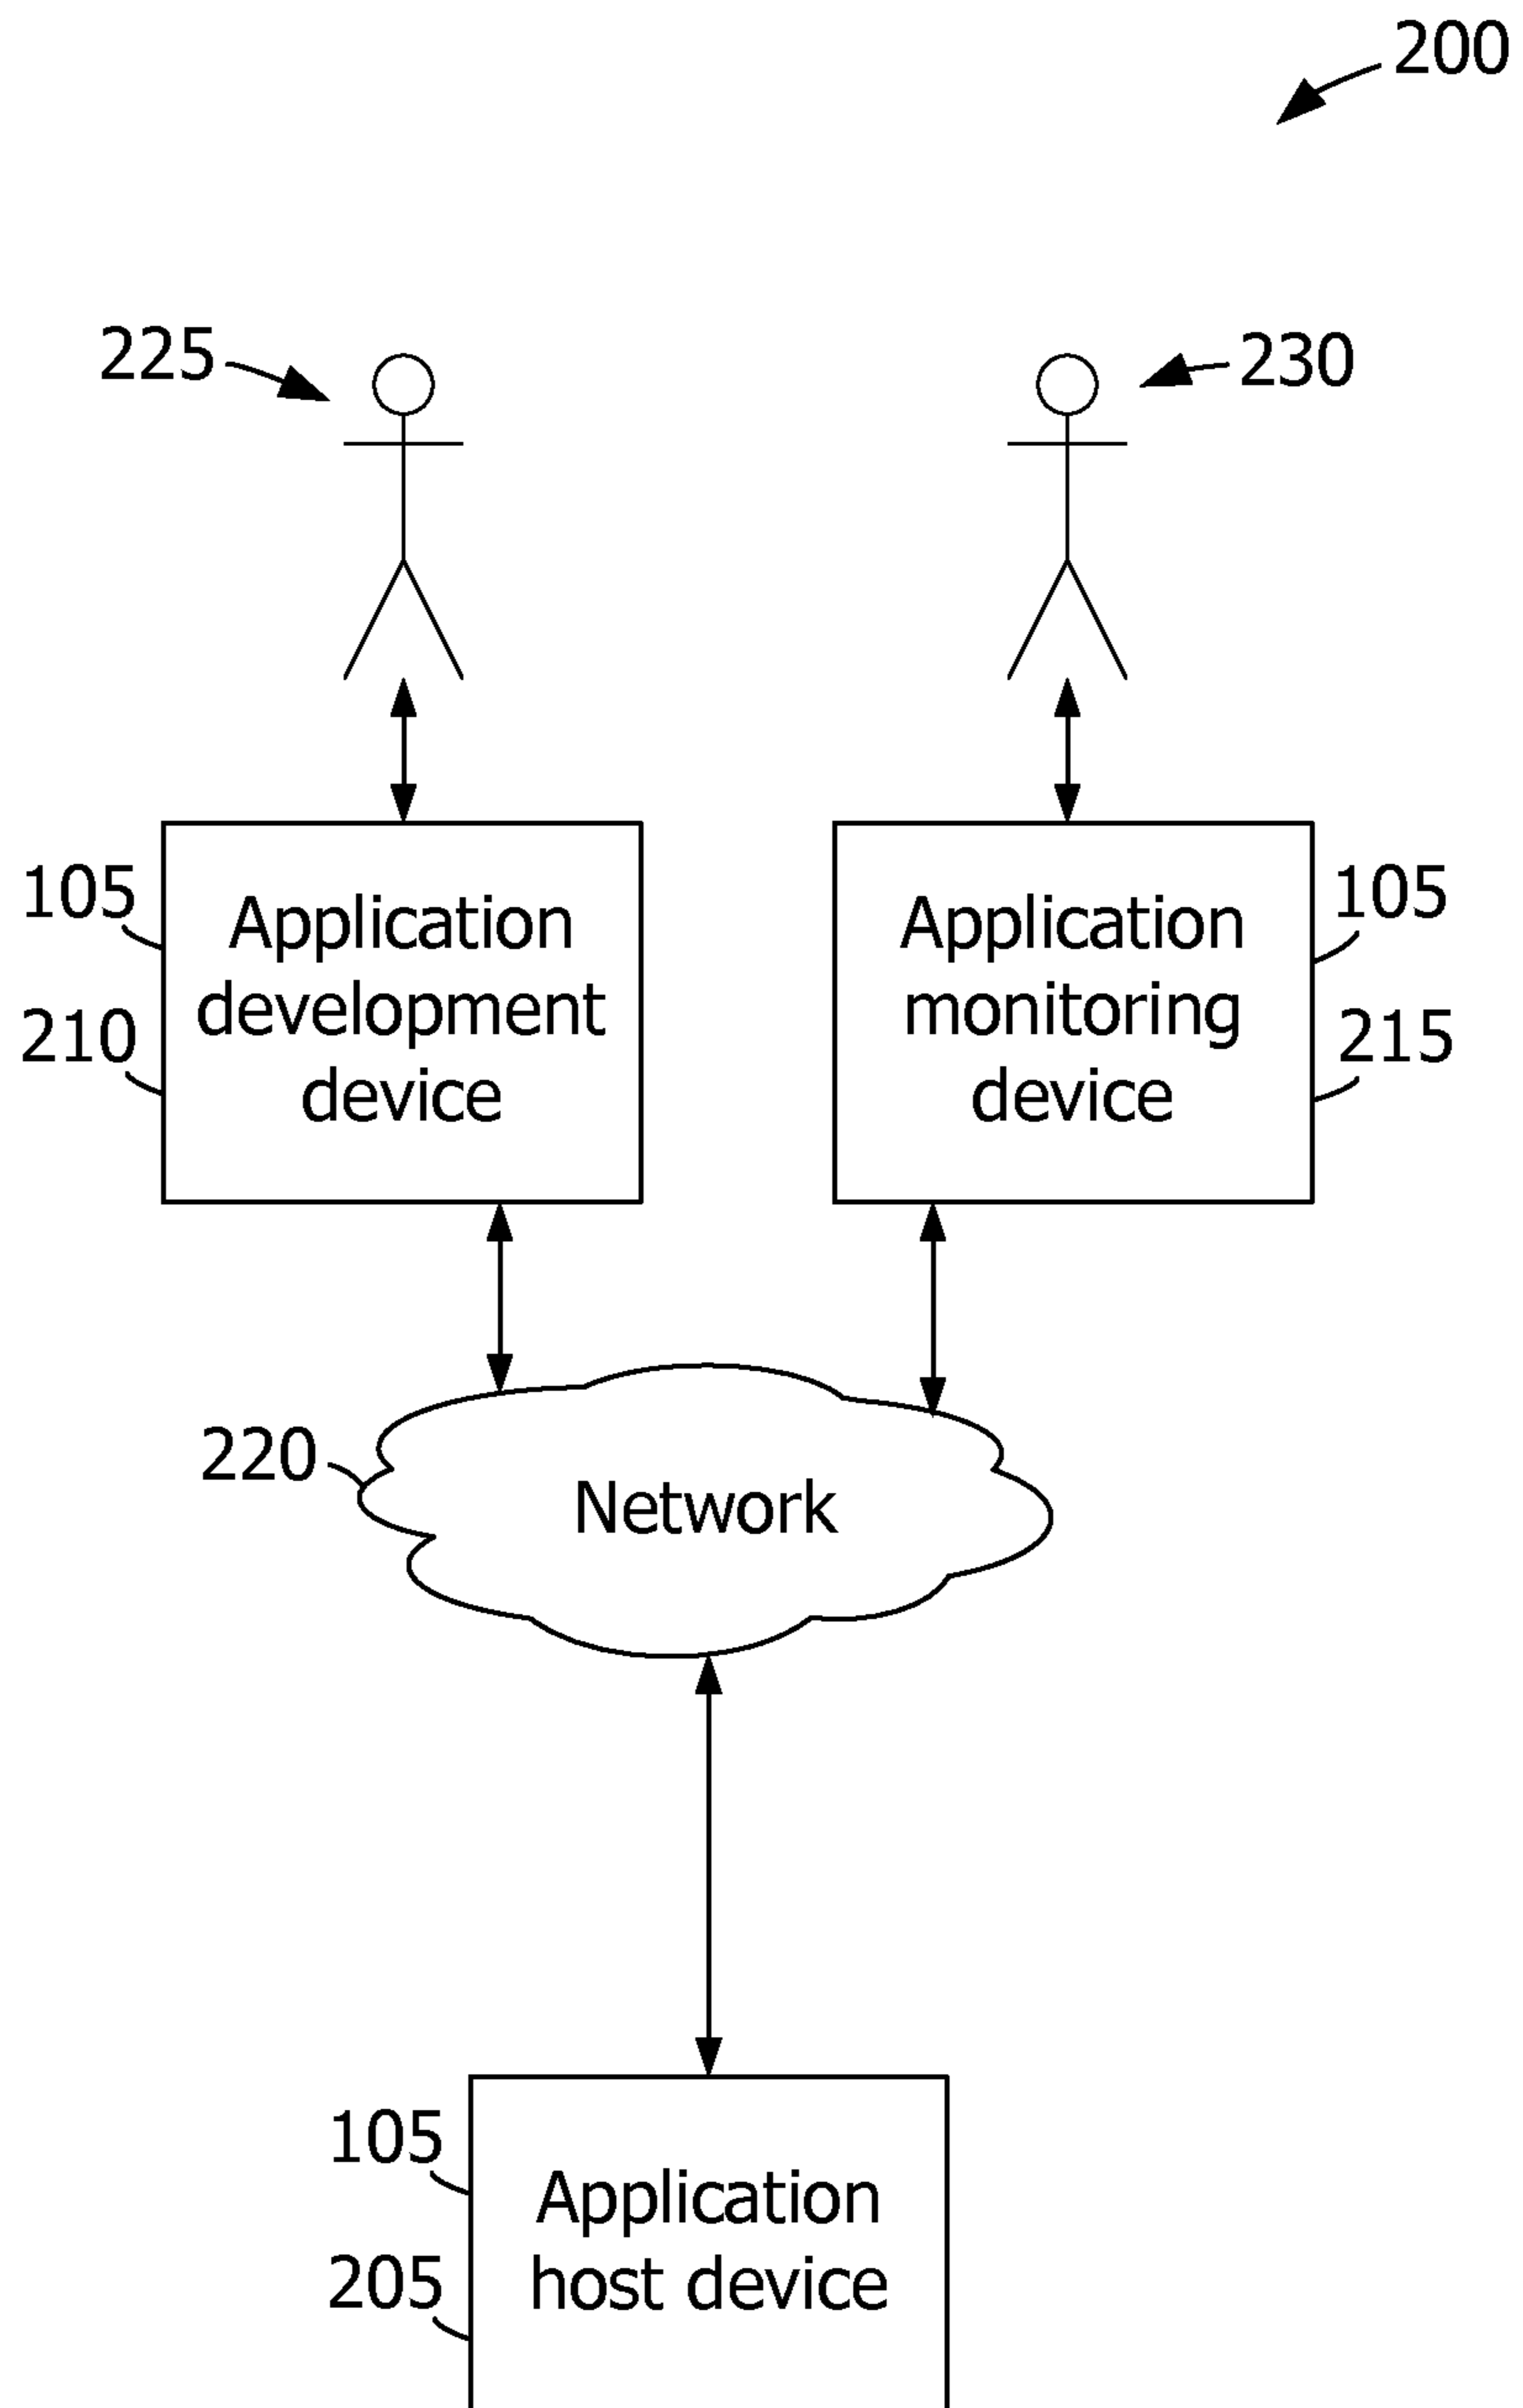 200
225
230
105
Application
development
device
210
105
Application
monitoring
device
215
220
Network
105
Application
host device
205